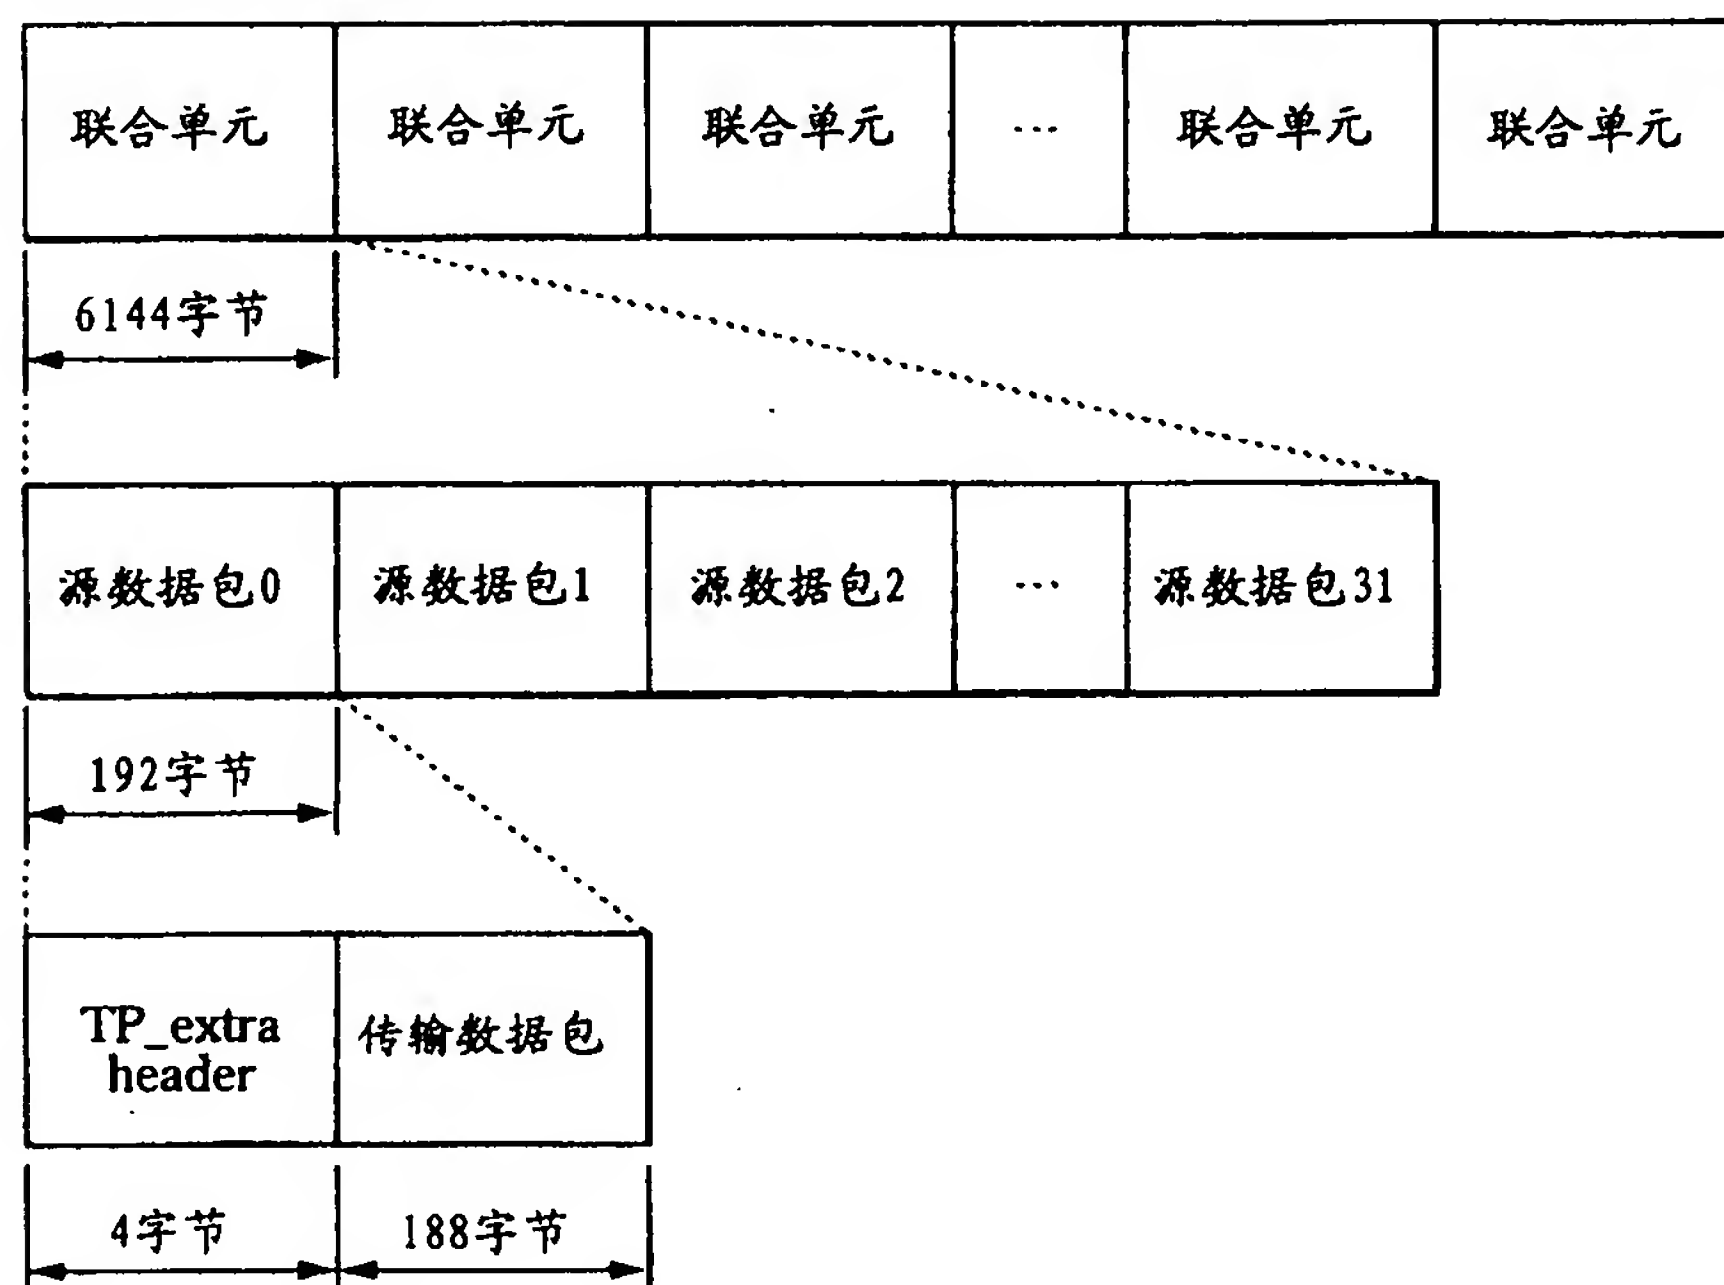 联合单元 联合单元 联合单元 ... 联合单元 联合单元
6144字节
源数据包0 源数据包1 源数据包2 ... 源数据包31
192字节
TP_extra header 传输数据包
4字节 188字节